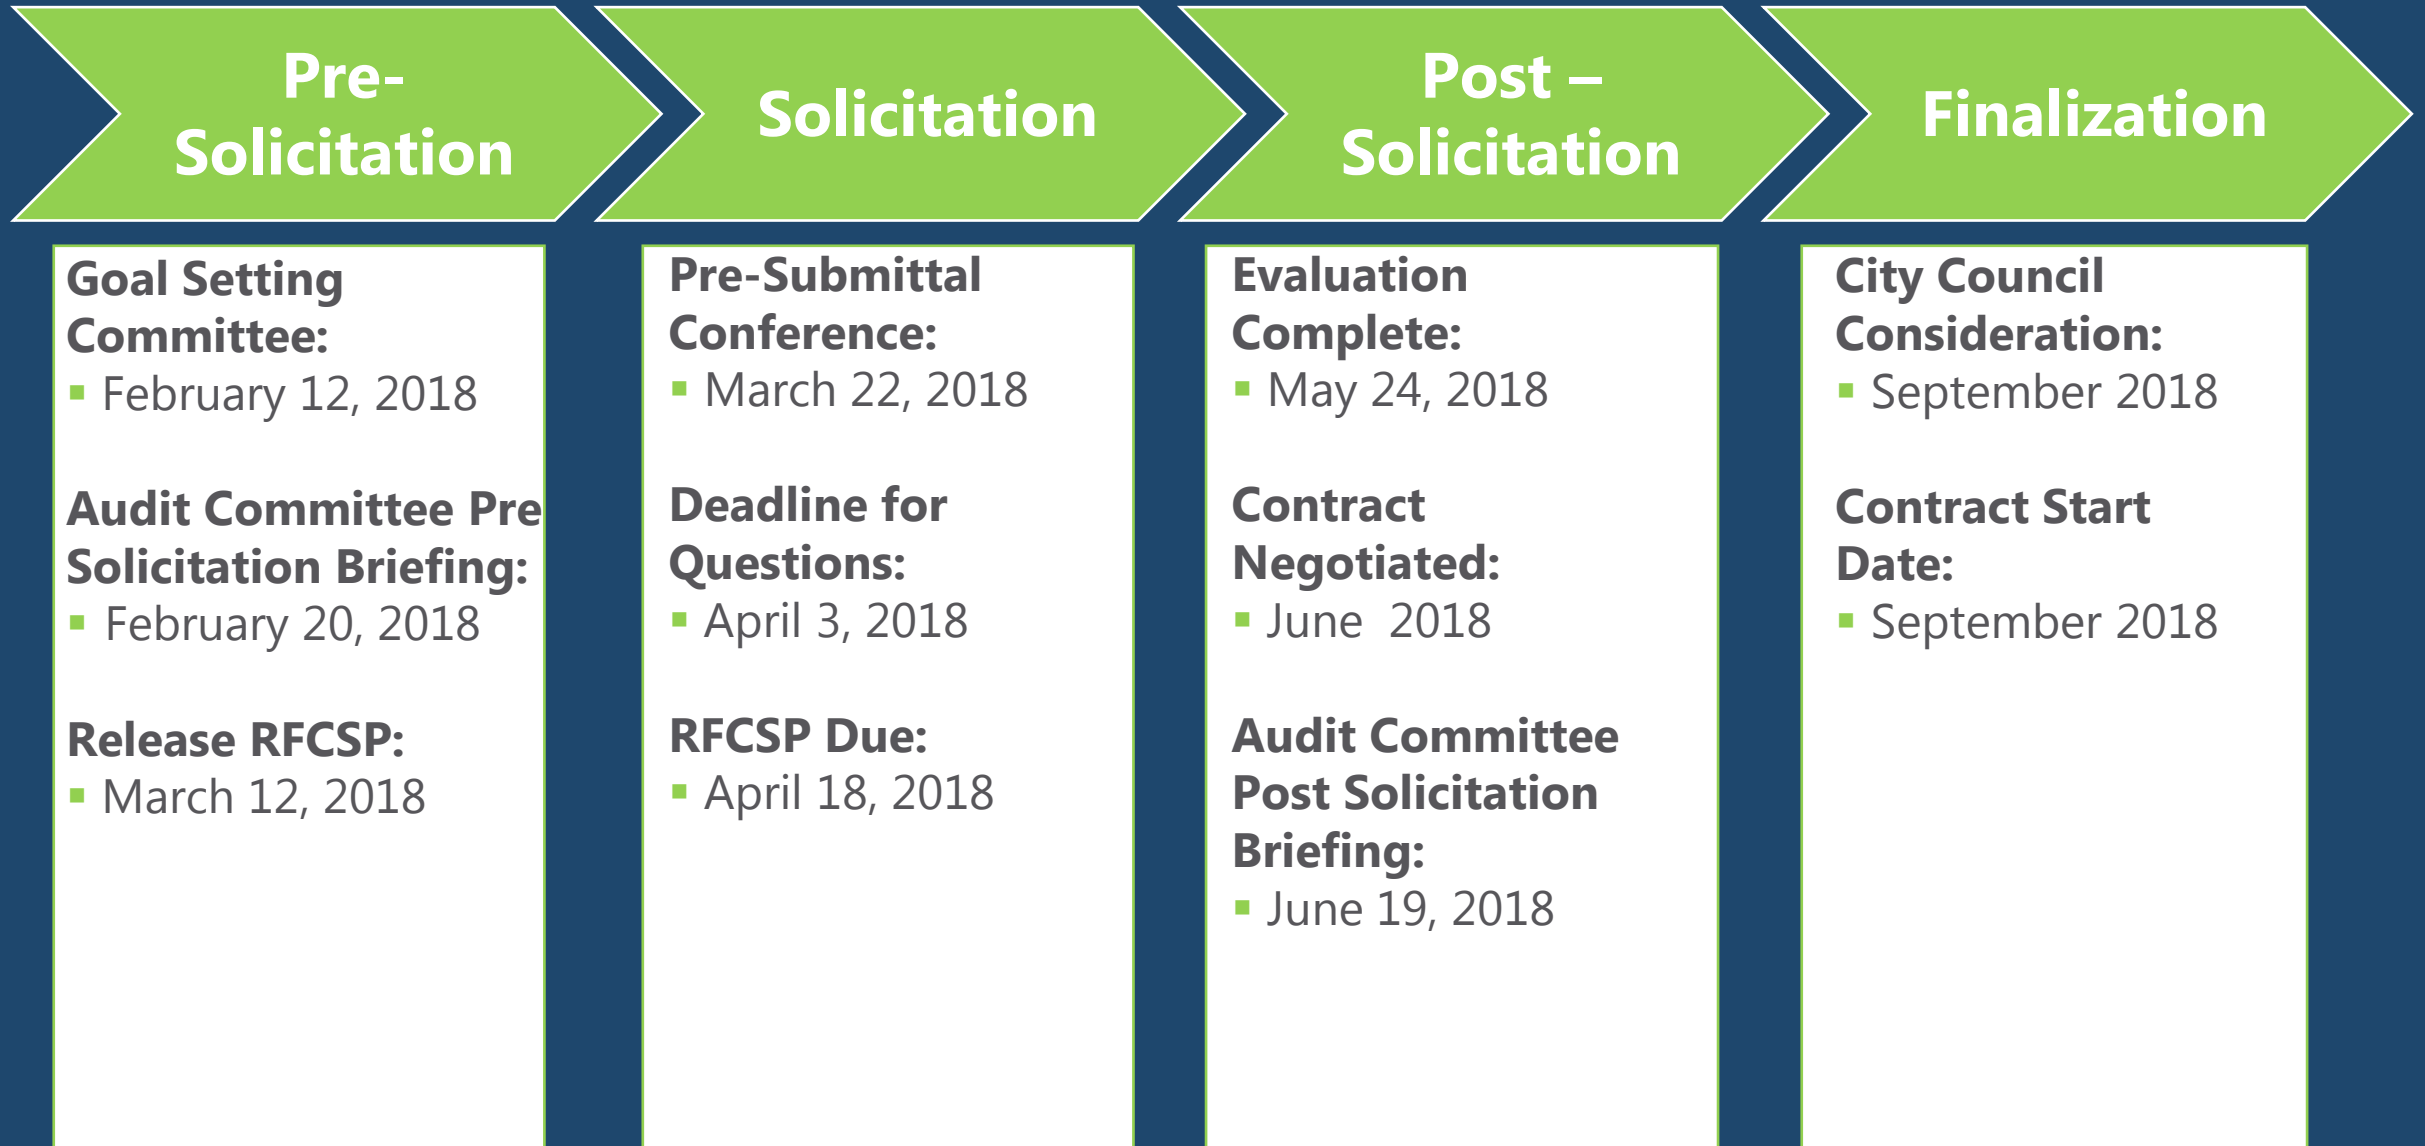 Pre-
Solicitation
Solicitation
Post –
Solicitation
Finalization
Goal Setting
Committee:
▪ February 12, 2018
Audit Committee Pre
Solicitation Briefing:
▪ February 20, 2018
Release RFCSP:
▪ March 12, 2018
Pre-Submittal
Conference:
▪ March 22, 2018
Deadline for
Questions:
▪ April 3, 2018
RFCSP Due:
▪ April 18, 2018
Evaluation
Complete:
▪ May 24, 2018
Contract
Negotiated:
▪ June  2018
Audit Committee
Post Solicitation
Briefing:
▪ June 19, 2018
City Council
Consideration:
▪ September 2018
Contract Start
Date:
▪ September 2018